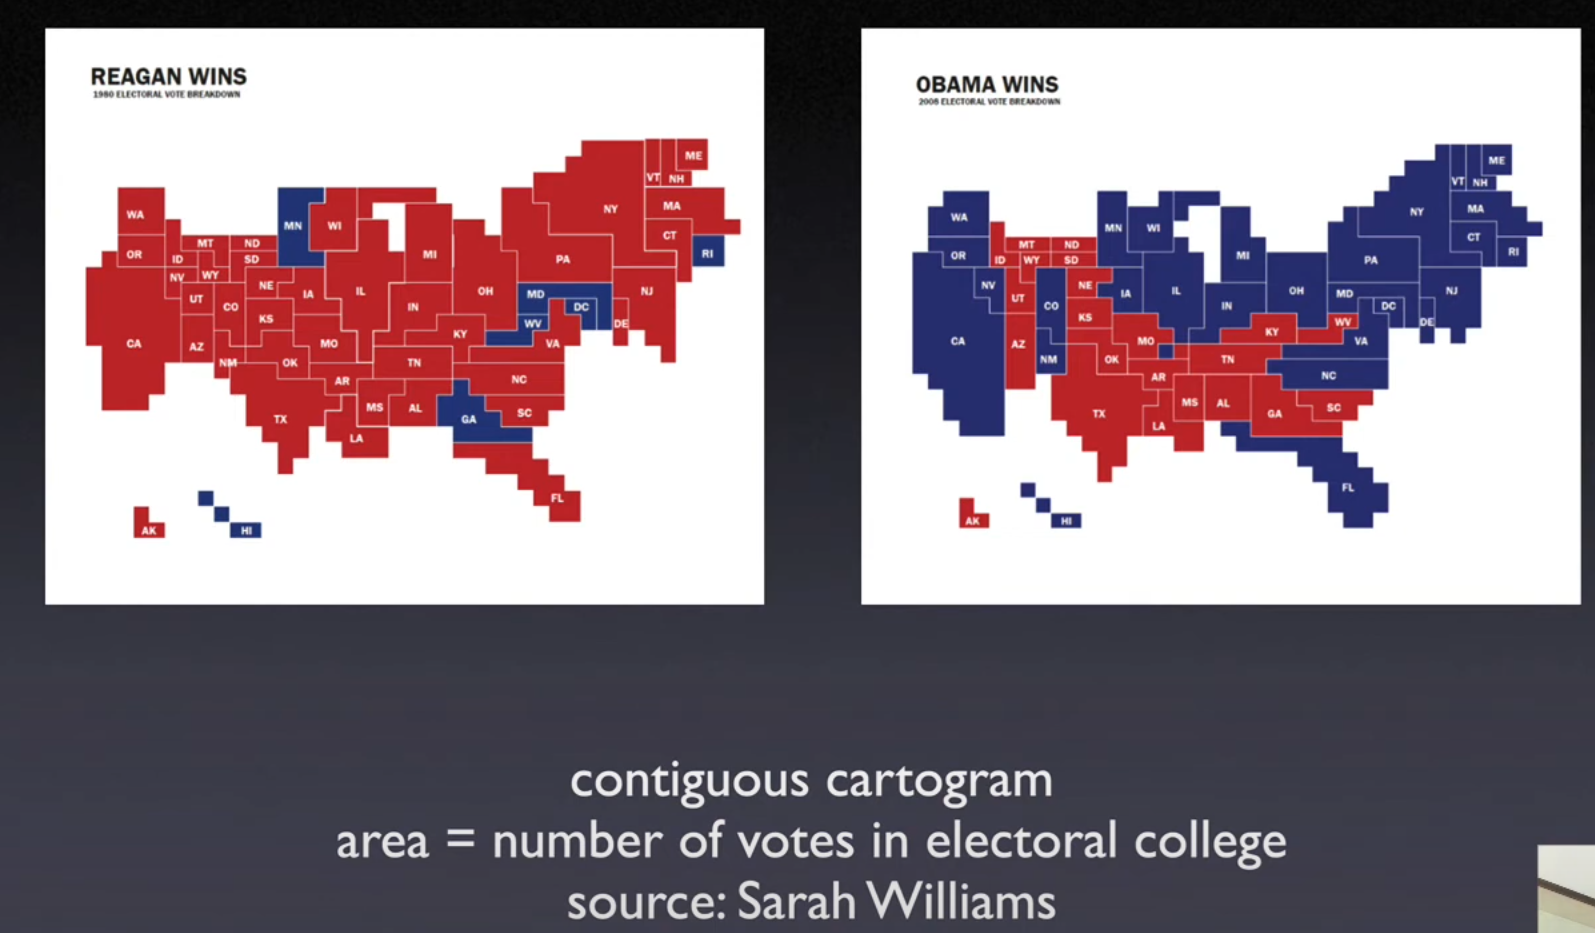 REAGAN WINS
1980 ELECTORAL VOTE BREAKDOWN
ME
VT NH
WA
MN
WI
NY
MA
CT
OR
MT
ND
MI
RI
ID
SD
PA
NV
WY
NE
IA
IL
OH
MD
NJ
UT
CO
IN
DC
KS
WV
DE
CA
AZ
MO
KY
VA
NM
OK
TN
AR
NC
TX
MS
AL
GA
SC
LA
FL
AK
HI
OBAMA WINS
2008 ELECTORAL VOTE BREAKDOWN
ME
VT NH
WA
MN
WI
NY
MA
CT
OR
MT
ND
MI
RI
ID
WY
SD
PA
NV
NE
IA
IL
OH
MD
NJ
UT
CO
IN
DC
KS
WV
DE
CA
AZ
MO
KY
VA
NM
OK
TN
AR
NC
TX
MS
AL
GA
SC
LA
FL
AK
HI
contiguous cartogram
area = number of votes in electoral college
source: Sarah Williams